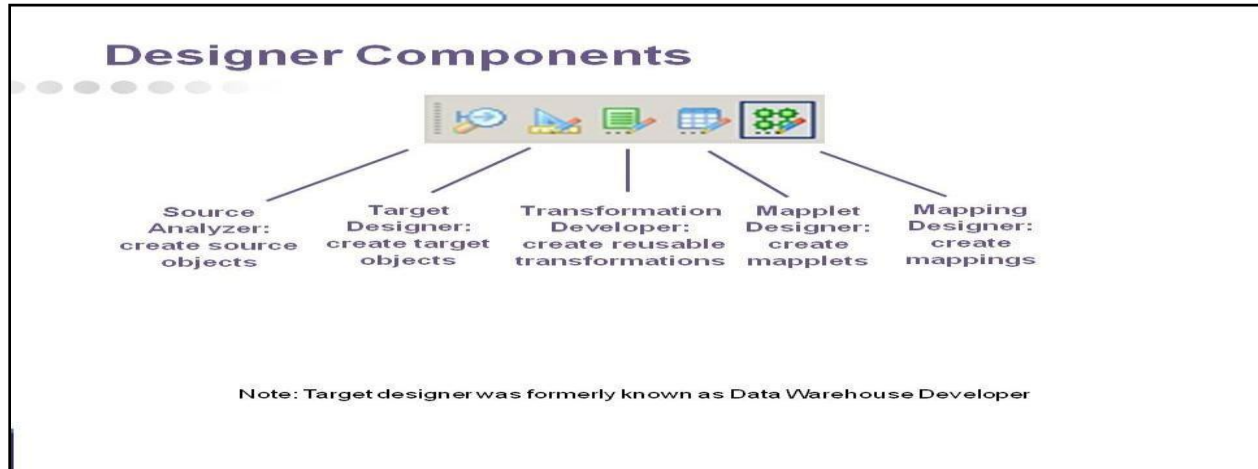 Designer Components
Source
Analyzer:
create source
objects
Target
Designer:
create target
objects
Transformation
Developer:
create reusable
transformations
Mapplet
Designer:
create
mapplets
Mapping
Designer:
create
mappings
Note: Target designer was formerly known as Data Warehouse Developer